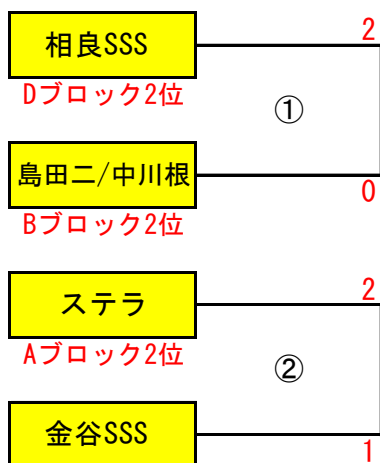 相良SSS
2
Dブロック2位
①
島田二/中川根
0
Bブロック2位
ステラ
2
Aブロック2位
②
金谷SSS
1